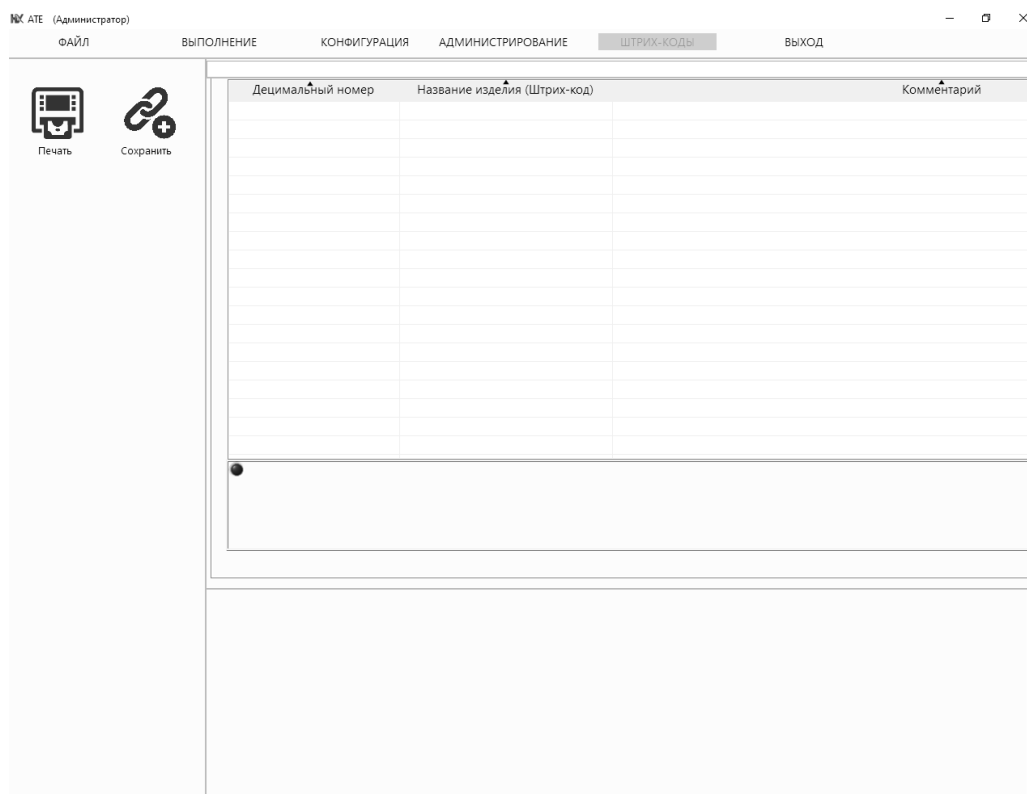 NX ATE (Администратор)
ФАЙЛ ВЫПОЛНЕНИЕ КОНФИГУРАЦИЯ АДМИНИСТРИРОВАНИЕ ШТРИХ-КОДЫ ВЫХОД
Децимальный номер Название изделия (Штрих-код) Комментарий
Печать Сохранить